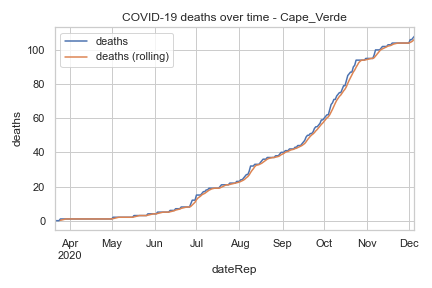 COVID-19 deaths over time - Cape_Verde
deaths
deaths (rolling)
100
80
60
40
20
0
deaths
Apr May Jun Jul Aug Sep Oct Nov Dec
2020
dateRep